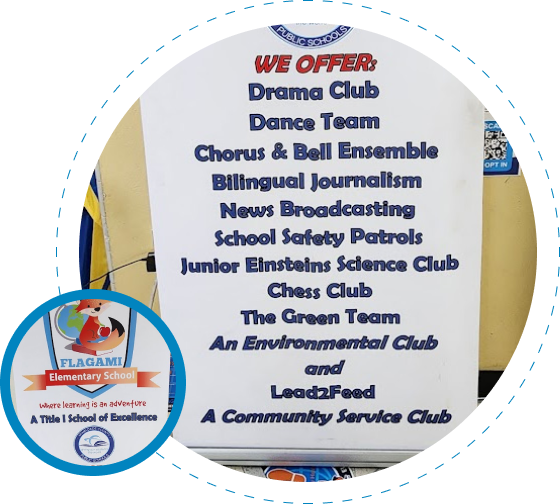 PUBLIC SCHOOLS
WE OFFER:
Drama Club
Dance Team
Chorus & Bell Ensemble
Bilingual Journalism
News Broadcasting
School Safety Patrols
Junior Einsteins Science Club
Chess Club
The Green Team
An Environmental Club
and
Lead2Feed
A Community Service Club
OPT IN
FLAGAMI
Elementary School
Where learning is an adventure
A Title I School of Excellence